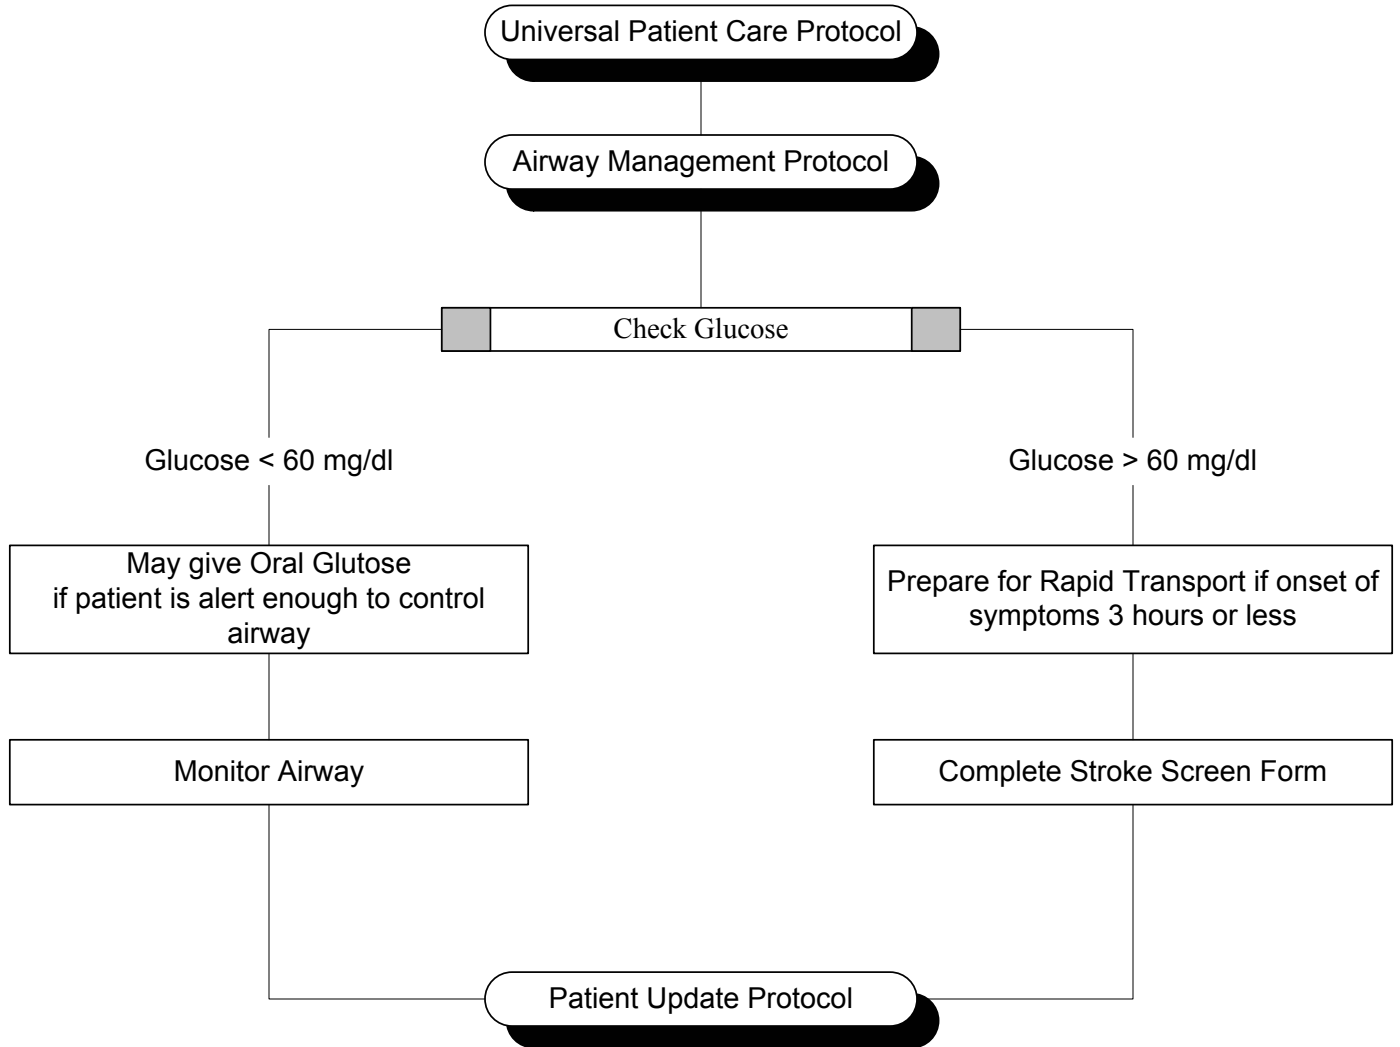 Universal Patient Care Protocol
Airway Management Protocol
Check Glucose
Glucose < 60 mg/dl
Glucose > 60 mg/dl
May give Oral Glutose
if patient is alert enough to control
airway
Prepare for Rapid Transport if onset of
symptoms 3 hours or less
Monitor Airway
Complete Stroke Screen Form
Patient Update Protocol